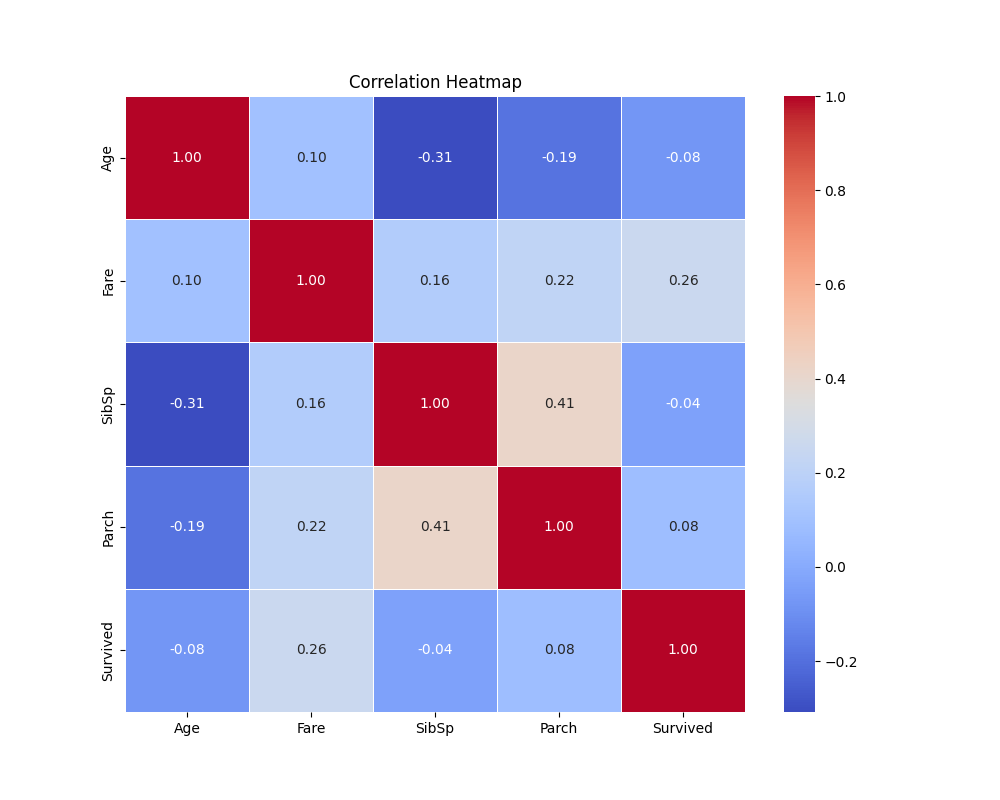 Correlation Heatmap
Age 1.00 0.10 -0.31 -0.19 -0.08
Fare 0.10 1.00 0.16 0.22 0.26
SibSp -0.31 0.16 1.00 0.41 -0.04
Parch -0.19 0.22 0.41 1.00 0.08
Survived -0.08 0.26 -0.04 0.08 1.00
Age Fare SibSp Parch Survived
1.0
0.8
0.6
0.4
0.2
0.0
−0.2